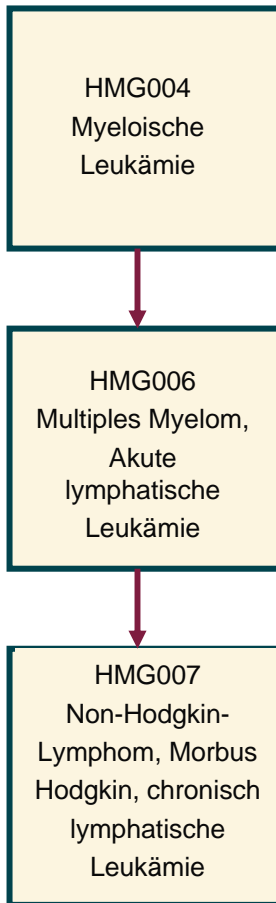 HMG004
Myeloische
Leukämie
HMG006
Multiples Myelom,
Akute
lymphatische
Leukämie
HMG007
Non-Hodgkin-
Lymphom, Morbus
Hodgkin, chronisch
lymphatische
Leukämie